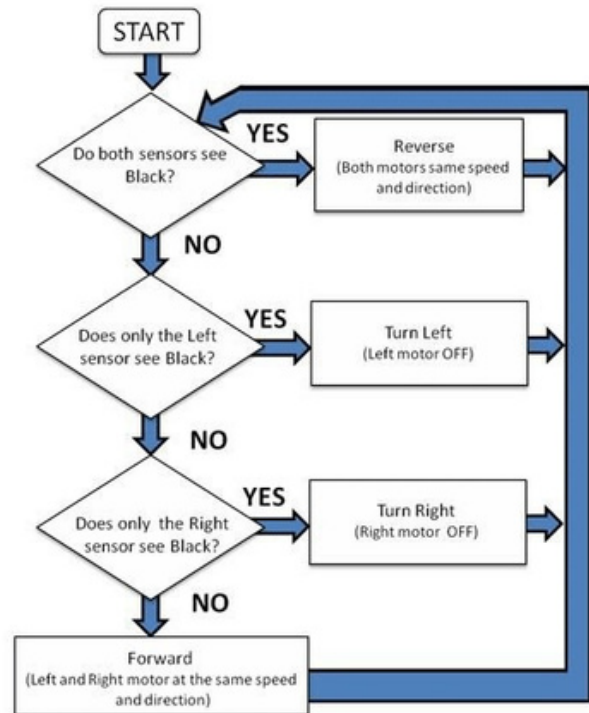 START
Do both sensors see
Black?
YES
Reverse
(Both motors same speed
and direction)
NO
Does only the Left
sensor see Black?
YES
Turn Left
(Left motor OFF)
NO
Does only the Right
sensor see Black?
YES
Turn Right
(Right motor OFF)
NO
Forward
(Left and Right motor at the same speed
and direction)